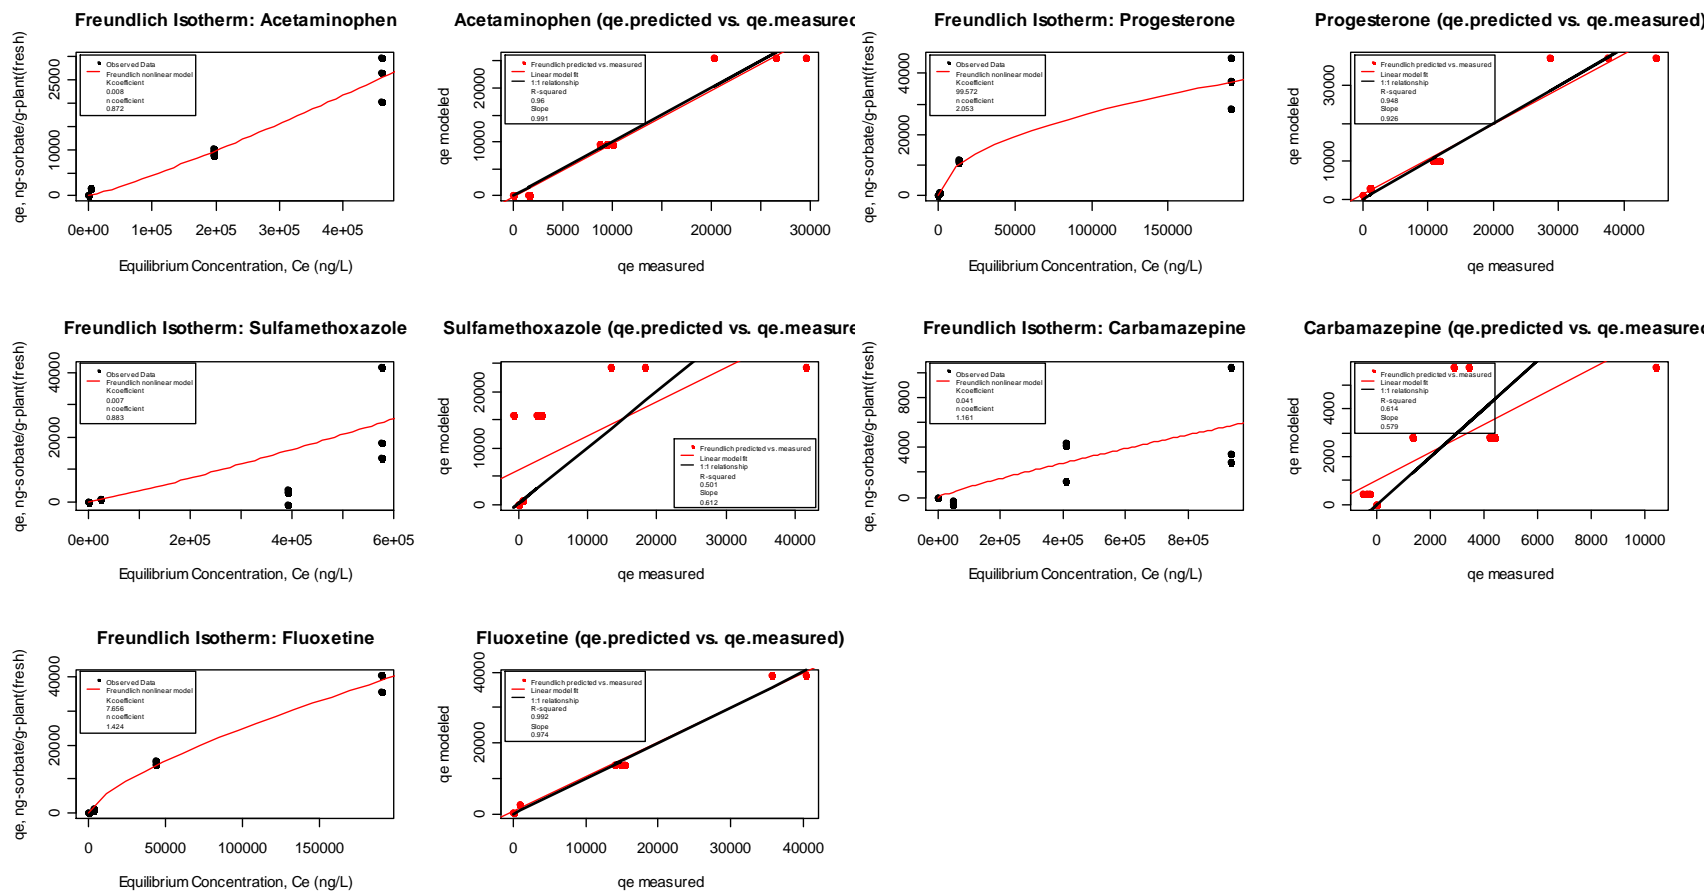 Freundlich Isotherm: Acetaminophen
qe, ng-sorbate/g-plant(fresh)
0 10000 25000
Observed Data
Freundlich nonlinear model
K coefficient
0.008
n coefficient
0.872
0e+00 1e+05 2e+05 3e+05 4e+05
Equilibrium Concentration, Ce (ng/L)
Acetaminophen (qe.predicted vs. qe.measured
qe modeled
0 10000 20000
Freundlich predicted vs. measured
Linear model fit
1:1 relationship
R-squared
0.96
Slope
0.991
0 5000 10000 20000 30000
qe measured
Freundlich Isotherm: Progesterone
qe, ng-sorbate/g-plant(fresh)
0 20000 40000
Observed Data
Freundlich nonlinear model
K coefficient
99.572
n coefficient
2.053
0 50000 100000 150000
Equilibrium Concentration, Ce (ng/L)
Progesterone (qe.predicted vs. qe.measured)
qe modeled
0 10000 30000
Freundlich predicted vs. measured
Linear model fit
1:1 relationship
R-squared
0.948
Slope
0.926
0 10000 20000 40000
qe measured
Freundlich Isotherm: Sulfamethoxazole
qe, ng-sorbate/g-plant(fresh)
0 20000 40000
Observed Data
Freundlich nonlinear model
K coefficient
0.007
n coefficient
0.883
0e+00 2e+05 4e+05 6e+05
Equilibrium Concentration, Ce (ng/L)
Sulfamethoxazole (qe.predicted vs. qe.measure
qe modeled
0 10000 20000
Freundlich predicted vs. measured
Linear model fit
1:1 relationship
R-squared
0.501
Slope
0.612
0 10000 20000 30000 40000
qe measured
Freundlich Isotherm: Carbamazepine
qe, ng-sorbate/g-plant(fresh)
0 4000 8000
Observed Data
Freundlich nonlinear model
K coefficient
0.041
n coefficient
1.161
0e+00 2e+05 4e+05 6e+05 8e+05
Equilibrium Concentration, Ce (ng/L)
Carbamazepine (qe.predicted vs. qe.measured
qe modeled
0 2000 4000
Freundlich predicted vs. measured
Linear model fit
1:1 relationship
R-squared
0.614
Slope
0.579
0 2000 4000 6000 8000 10000
qe measured
Freundlich Isotherm: Fluoxetine
qe, ng-sorbate/g-plant(fresh)
0 20000 40000
Observed Data
Freundlich nonlinear model
K coefficient
7.656
n coefficient
1.424
0 50000 100000 150000
Equilibrium Concentration, Ce (ng/L)
Fluoxetine (qe.predicted vs. qe.measured)
qe modeled
0 20000 40000
Freundlich predicted vs. measured
Linear model fit
1:1 relationship
R-squared
0.992
Slope
0.974
0 10000 20000 30000 40000
qe measured